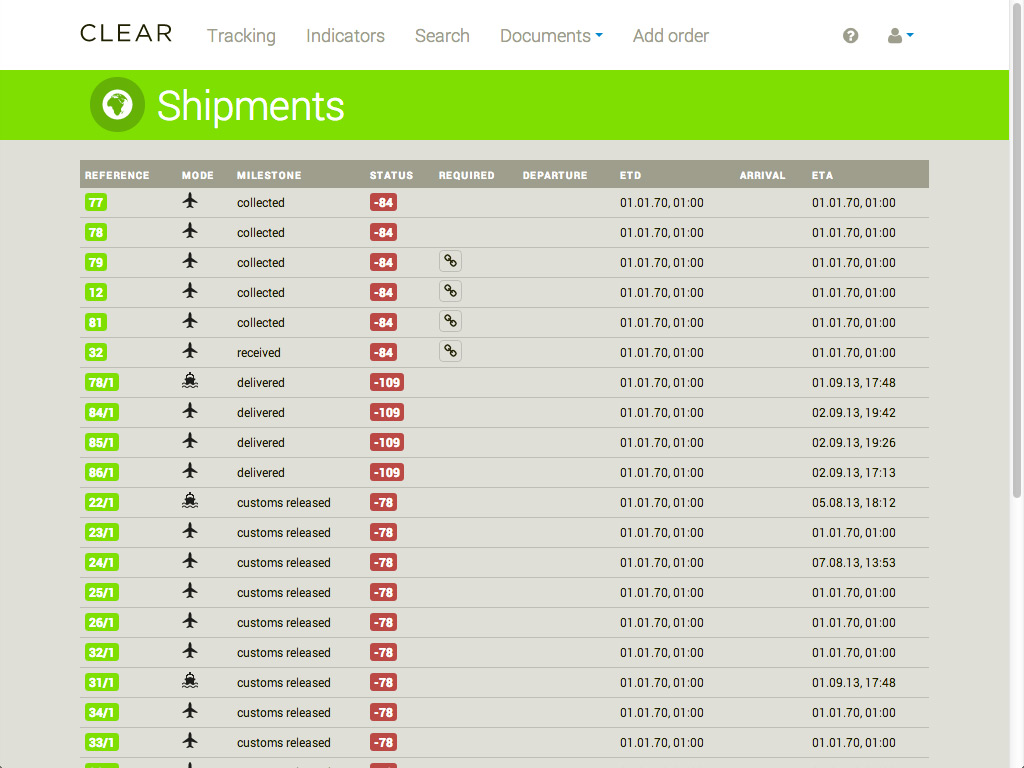 CLEAR Tracking Indicators Search Documents Add order
Shipments
REFERENCE MODE MILESTONE STATUS REQUIRED DEPARTURE ETD ARRIVAL ETA
77 collected -84 01.01.70, 01:00 01.01.70, 01:00
78 collected -84 01.01.70, 01:00 01.01.70, 01:00
79 collected -84 01.01.70, 01:00 01.01.70, 01:00
12 collected -84 01.01.70, 01:00 01.01.70, 01:00
81 collected -84 01.01.70, 01:00 01.01.70, 01:00
32 received -84 01.01.70, 01:00 01.01.70, 01:00
78/1 delivered -109 01.01.70, 01:00 01.09.13, 17:48
84/1 delivered -109 01.01.70, 01:00 02.09.13, 19:42
85/1 delivered -109 01.01.70, 01:00 02.09.13, 19:26
86/1 delivered -109 01.01.70, 01:00 02.09.13, 17:13
22/1 customs released -78 01.01.70, 01:00 05.08.13, 18:12
23/1 customs released -78 01.01.70, 01:00 01.01.70, 01:00
24/1 customs released -78 01.01.70, 01:00 07.08.13, 13:53
25/1 customs released -78 01.01.70, 01:00 01.01.70, 01:00
26/1 customs released -78 01.01.70, 01:00 01.01.70, 01:00
32/1 customs released -78 01.01.70, 01:00 01.01.70, 01:00
31/1 customs released -78 01.01.70, 01:00 01.09.13, 17:48
34/1 customs released -78 01.01.70, 01:00 01.01.70, 01:00
33/1 customs released -78 01.01.70, 01:00 01.01.70, 01:00